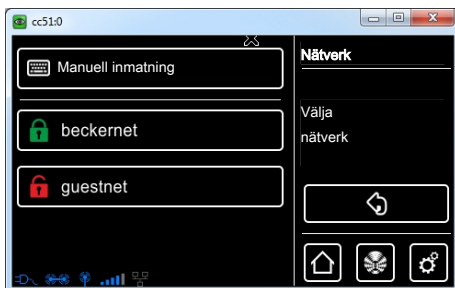 cc51:0
Manuell inmatning
Nätverk
beckernet
Välja
nätverk
guestnet